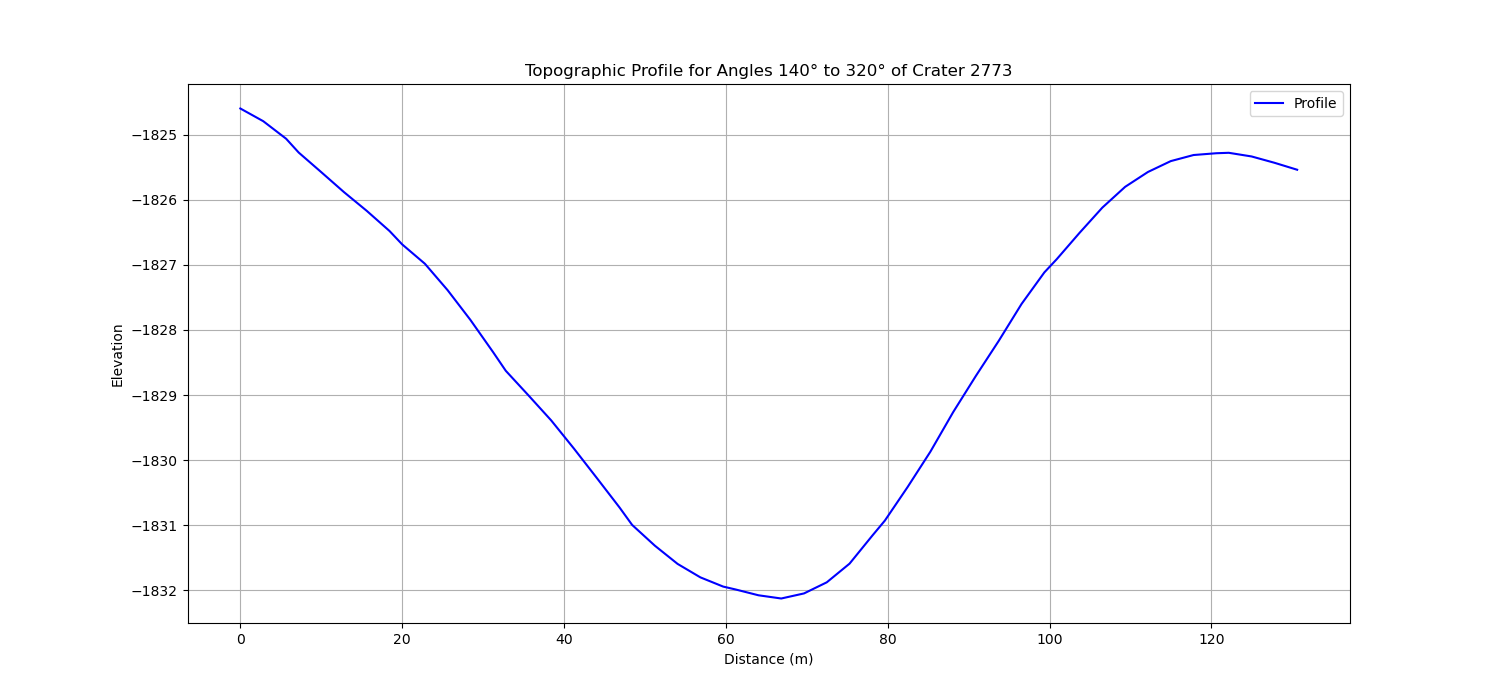 Topographic Profile for Angles 140° to 320° of Crater 2773
Profile
−1825
−1826
−1827
−1828
−1829
−1830
−1831
−1832
Elevation
0 20 40 60 80 100 120
Distance (m)